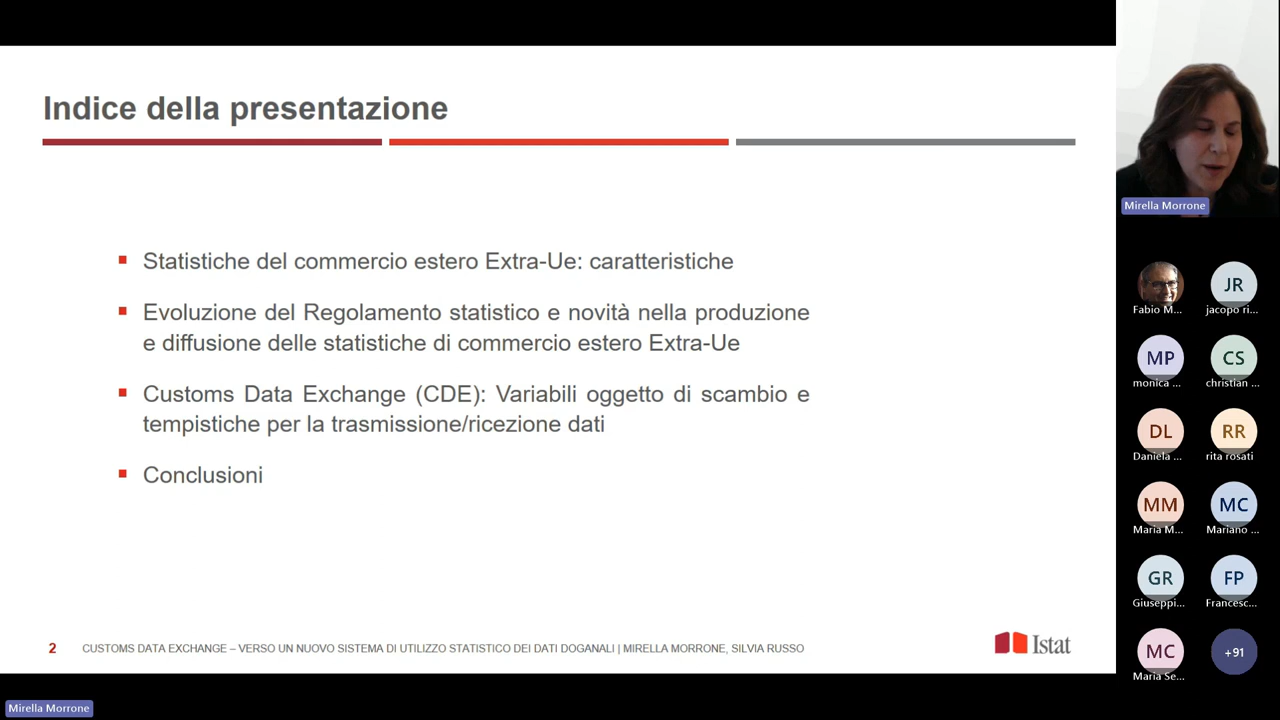 Indice della presentazione
Statistiche del commercio estero Extra-Ue: caratteristiche
Evoluzione del Regolamento statistico e novità nella produzione
e diffusione delle statistiche di commercio estero Extra-Ue
Customs Data Exchange (CDE): Variabili oggetto di scambio e
tempistiche per la trasmissione/ricezione dati
Conclusioni
2
CUSTOMS DATA EXCHANGE – VERSO UN NUOVO SISTEMA DI UTILIZZO STATISTICO DEI DATI DOGANALI | MIRELLA MORRONE, SILVIA RUSSO
Istat
Mirella Morrone
Mirella Morrone
Fabio M...
JR
jacopo ri...
MP
monica ...
CS
christian ...
DL
Daniela ...
RR
rita rosati
MM
Maria M...
MC
Mariano ...
GR
Giuseppi...
FP
Francesc...
MC
Maria Se...
+91